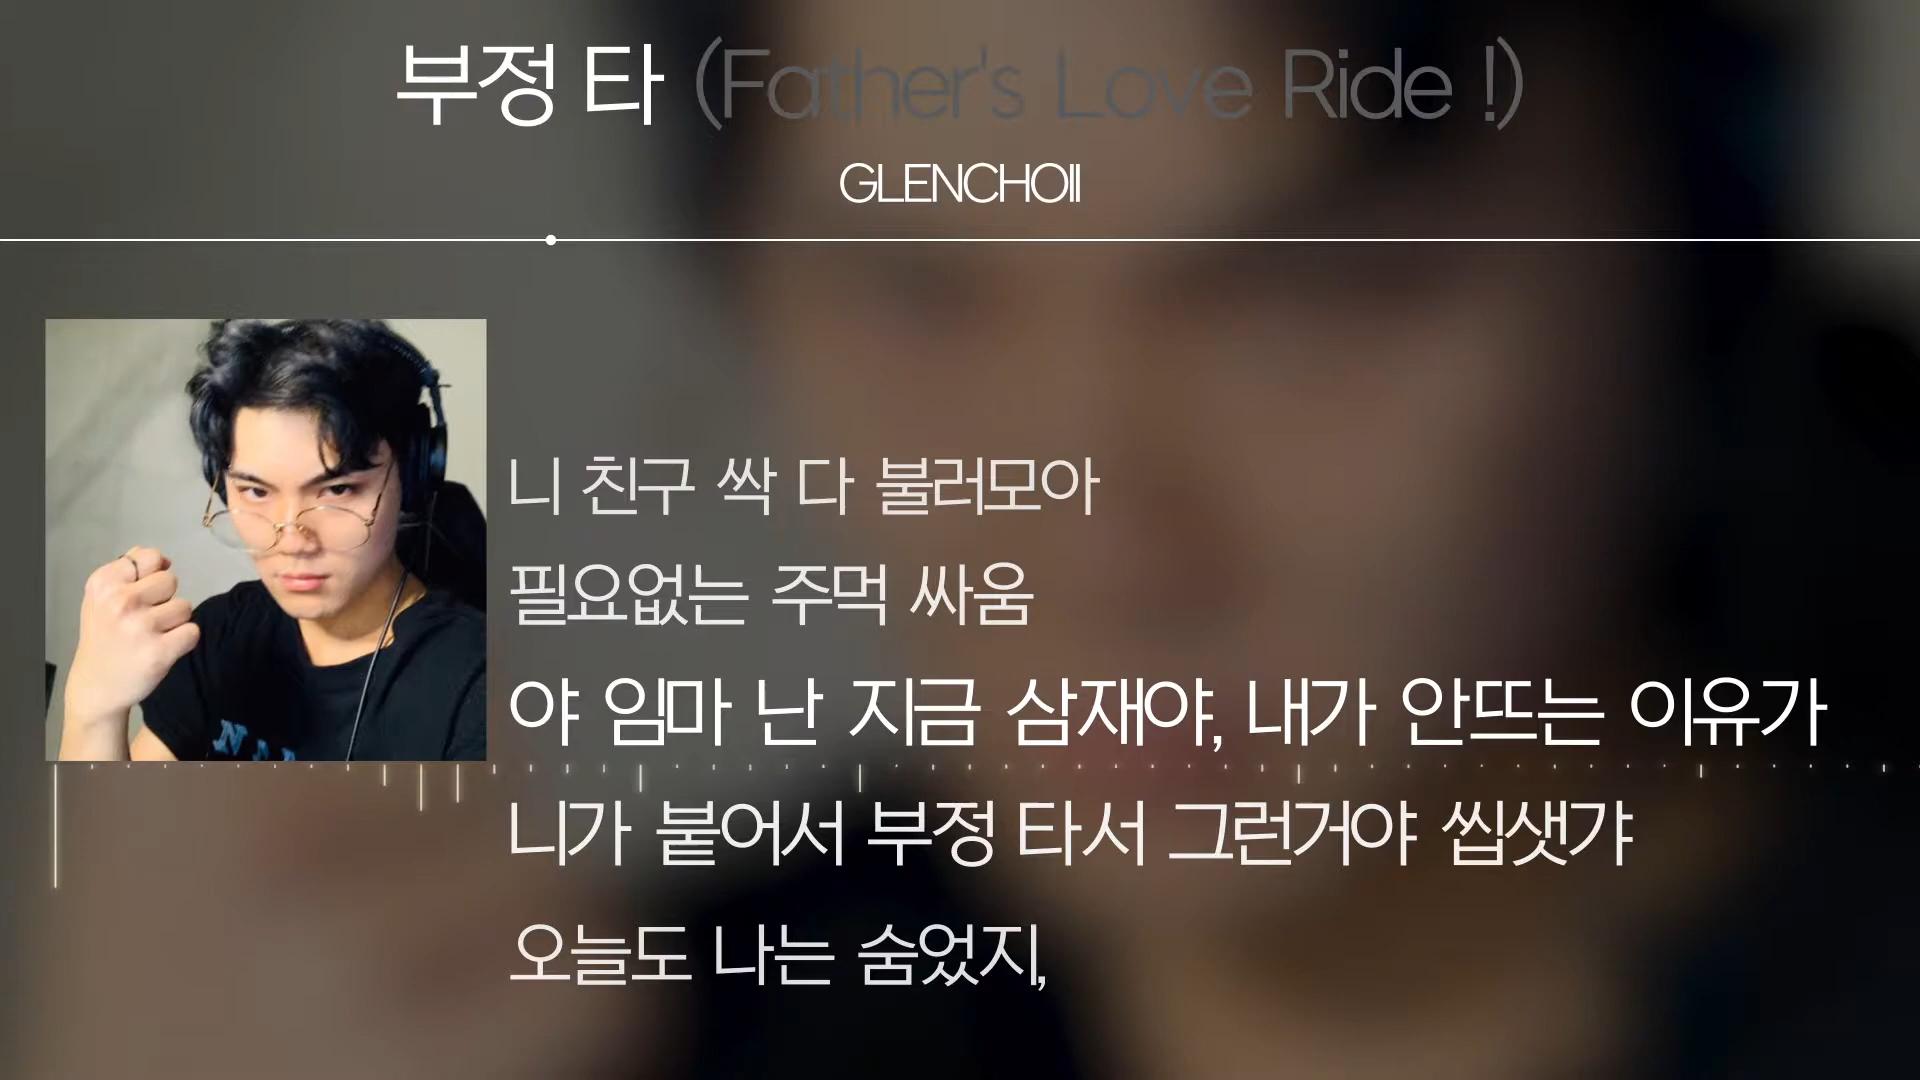 부정 타 (Father's Love Ride !)
GLENCHOII
니 친구 싹 다 불러모아
필요없는 주먹 싸움
야 임마 난 지금 삼재야, 내가 안뜨는 이유가
니가 붙어서 부정 타서 그런거야 씹샛갸
오늘도 나는 숨었지,